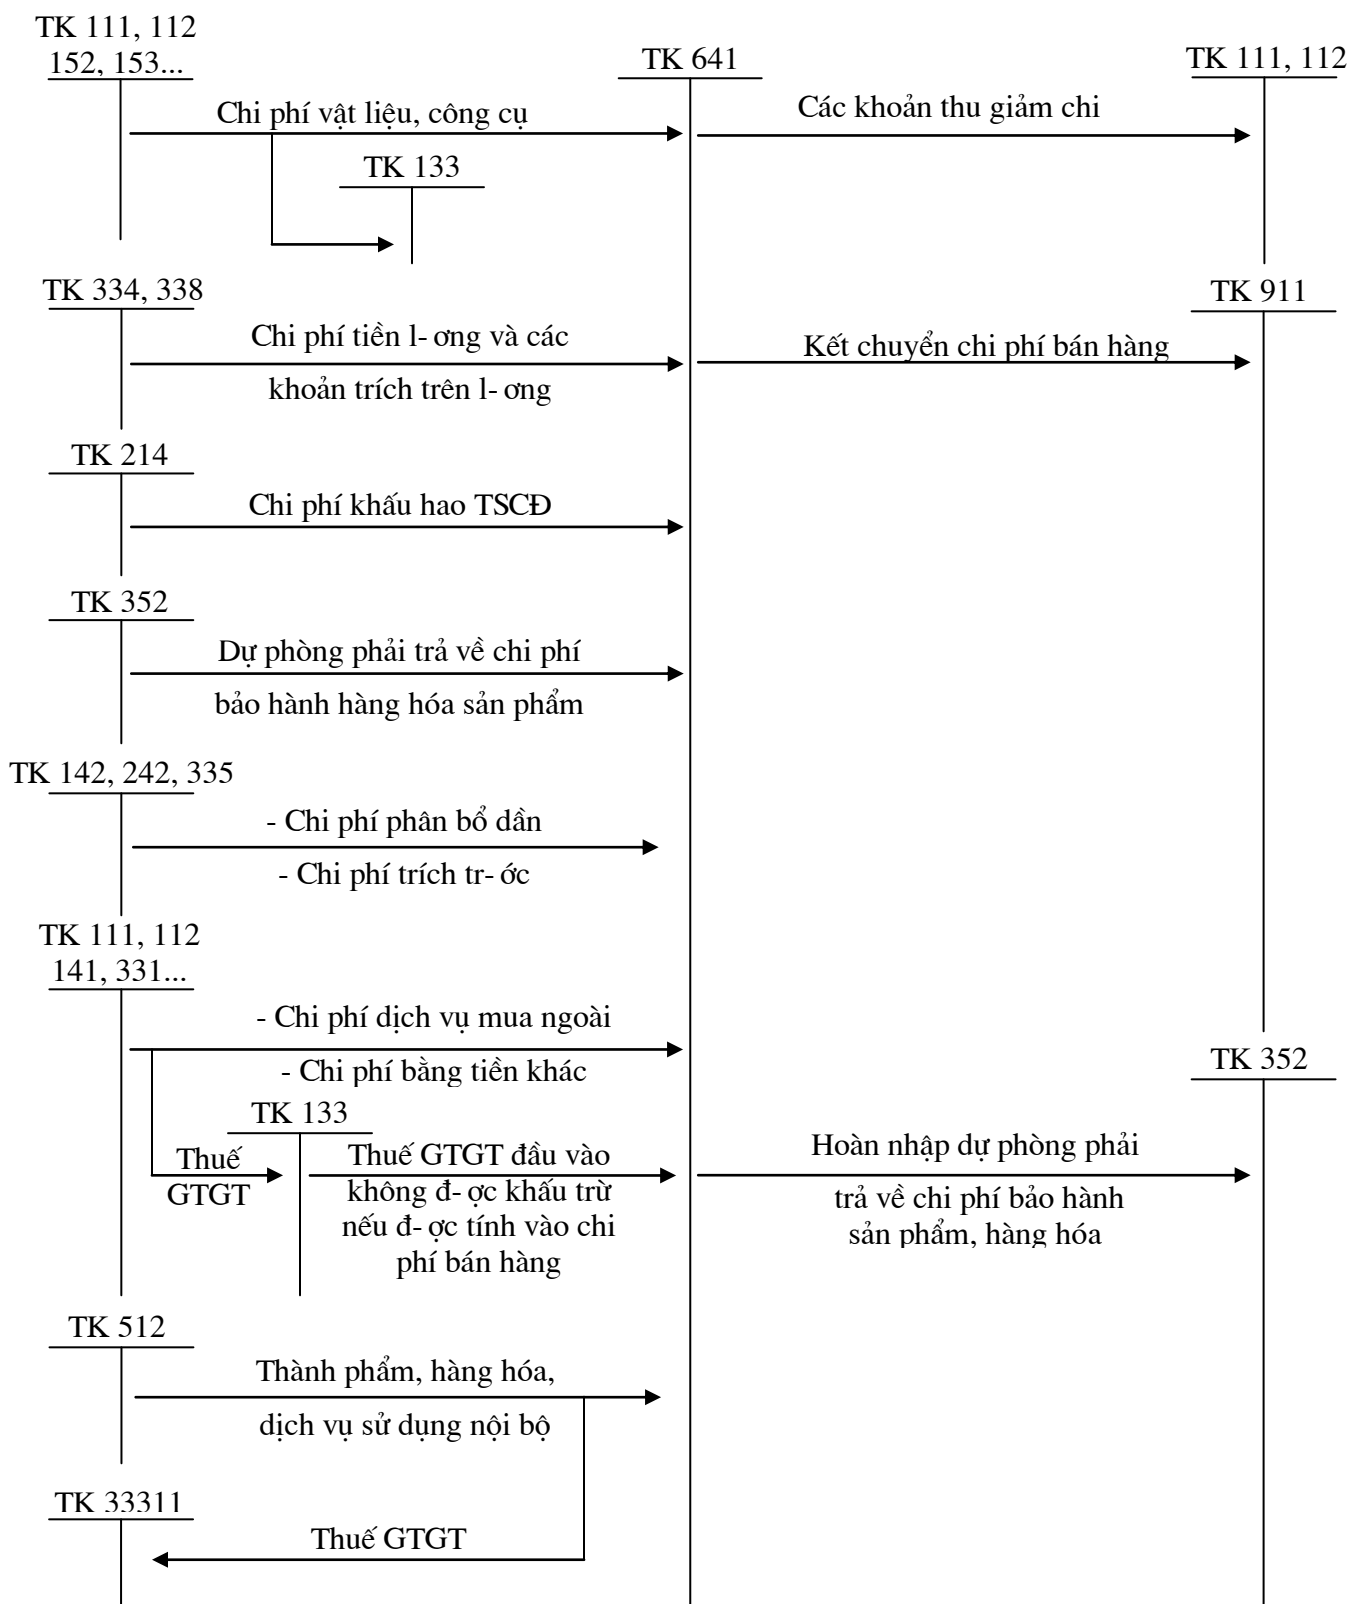 TK 111, 112
152, 153...
TK 641
TK 111, 112
Chi phí vật liệu, công cụ
Các khoản thu giảm chi
TK 133
TK 334, 338
TK 911
Chi phí tiền l- ơng và các
khoản trích trên l- ơng
Kết chuyển chi phí bán hàng
TK 214
Chi phí khấu hao TSCĐ
TK 352
Dự phòng phải trả về chi phí
bảo hành hàng hóa sản phẩm
TK 142, 242, 335
- Chi phí phân bổ dần
- Chi phí trích tr- ớc
TK 111, 112
141, 331...
- Chi phí dịch vụ mua ngoài
- Chi phí bằng tiền khác
TK 352
TK 133
Thuế
GTGT
Thuế GTGT đầu vào
không đ- ợc khấu trừ
nếu đ- ợc tính vào chi
phí bán hàng
Hoàn nhập dự phòng phải
trả về chi phí bảo hành
sản phẩm, hàng hóa
TK 512
Thành phẩm, hàng hóa,
dịch vụ sử dụng nội bộ
TK 33311
Thuế GTGT